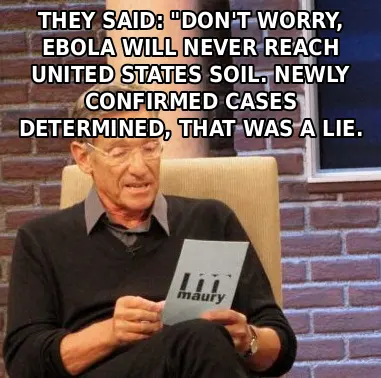 THEY SAID: "DON'T WORRY,
EBOLA WILL NEVER REACH
UNITED STATES SOIL. NEWLY
CONFIRMED CASES
DETERMINED, THAT WAS A LIE.
maury